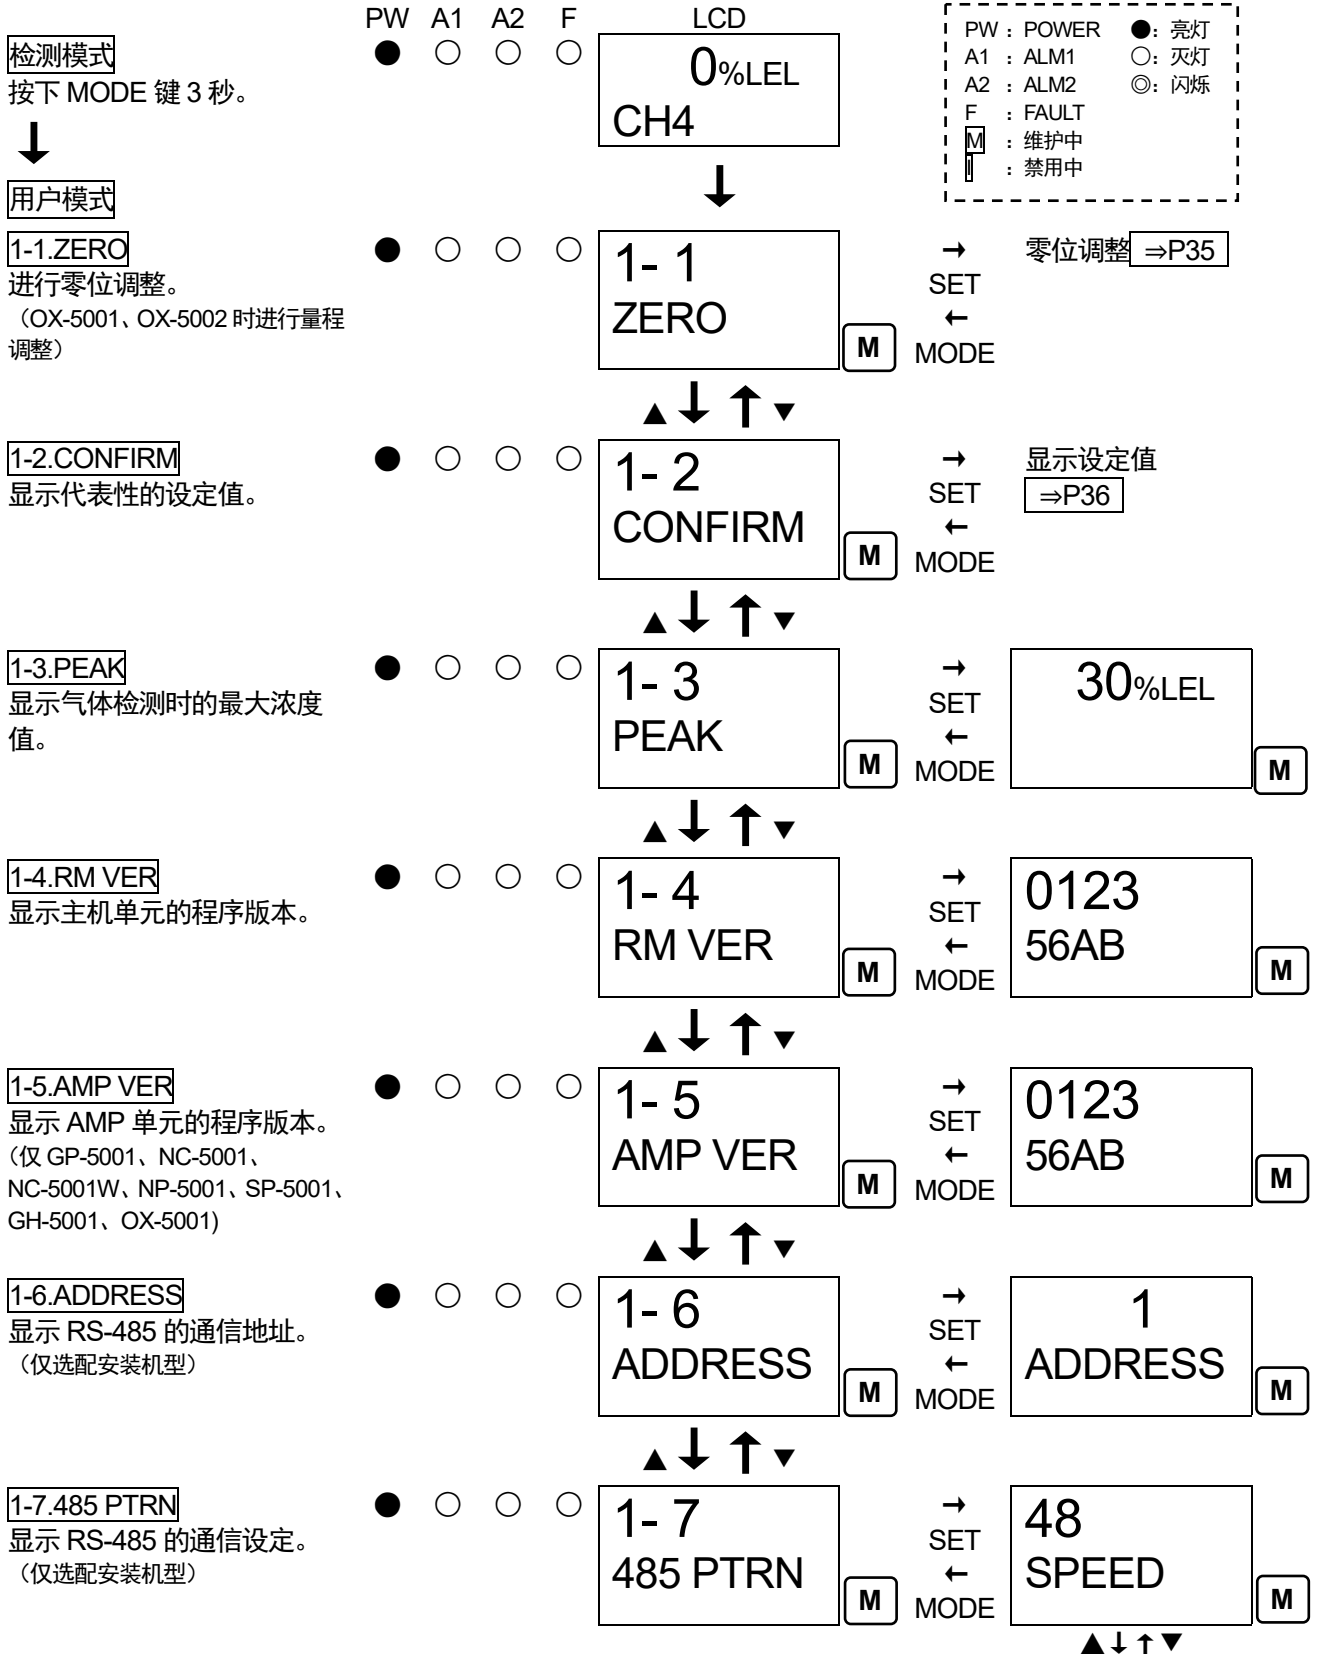 PW A1 A2 F LCD
PW ：POWER ●：亮灯
A1 ：ALM1 ○：灭灯
A2 ：ALM2 ◎：闪烁
F ：FAULT
M ：维护中
I ：禁用中
检测模式 ● ○ ○ ○ 0%LEL
按下 MODE 键 3 秒。
CH4
↓
↓
用户模式
1-1.ZERO ● ○ ○ ○ 1- 1 → 零位调整 ⇒P35
进行零位调整。 SET
（OX-5001、OX-5002 时进行量程 ZERO ←
调整） M MODE
▲↓↑▼
1-2.CONFIRM ● ○ ○ ○ 1- 2 → 显示设定值
显示代表性的设定值。 SET ⇒P36
CONFIRM ←
M MODE
▲↓↑▼
1-3.PEAK ● ○ ○ ○ 1- 3 → 30%LEL
显示气体检测时的最大浓度 SET
值。 PEAK ←
M MODE M
▲↓↑▼
1-4.RM VER ● ○ ○ ○ 1- 4 → 0123
显示主机单元的程序版本。 SET
RM VER ← 56AB
M MODE M
▲↓↑▼
1-5.AMP VER ● ○ ○ ○ 1- 5 → 0123
显示 AMP 单元的程序版本。 SET
（仅 GP-5001、NC-5001、 AMP VER ← 56AB
NC-5001W、NP-5001、SP-5001、 M MODE M
GH-5001、OX-5001)
▲↓↑▼
1-6.ADDRESS ● ○ ○ ○ 1- 6 → 1
显示 RS-485 的通信地址。 SET
（仅选配安装机型） ADDRESS ← ADDRESS
M MODE M
▲↓↑▼
1-7.485 PTRN ● ○ ○ ○ 1- 7 → 48
显示 RS-485 的通信设定。 SET
（仅选配安装机型） 485 PTRN ← SPEED
M MODE M
▲↓↑▼